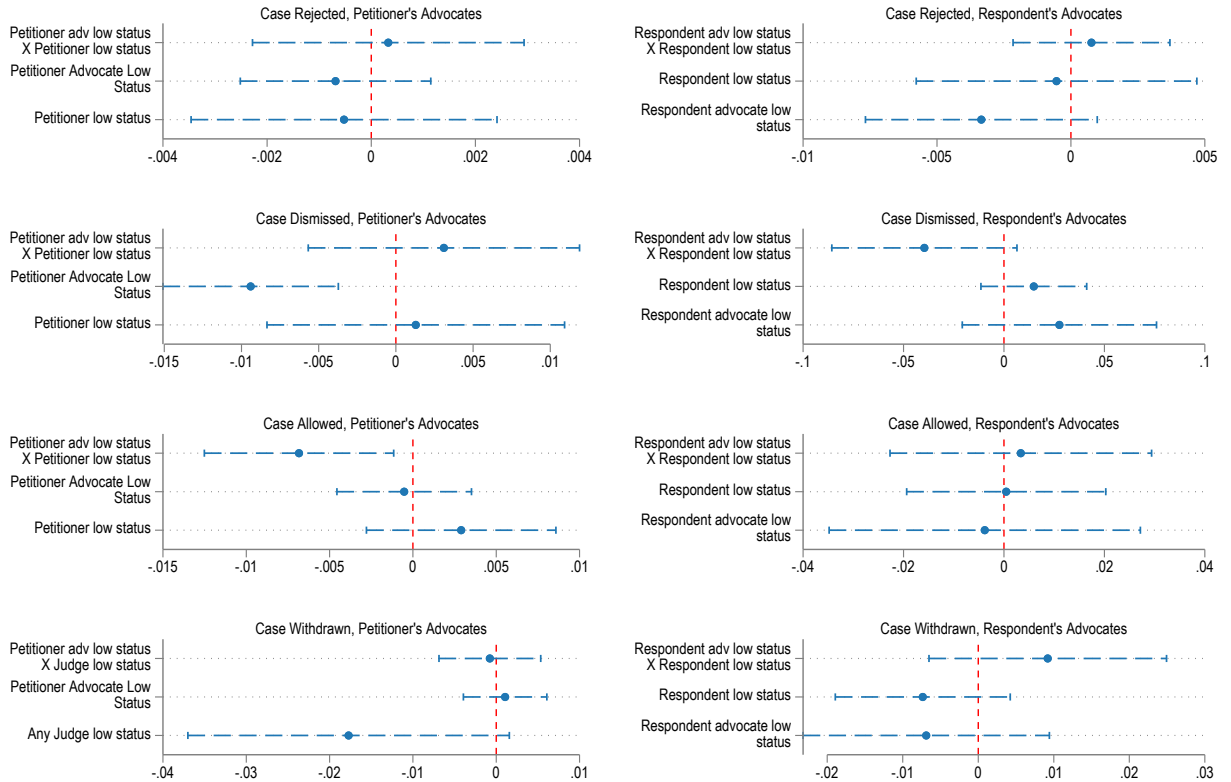 Case Rejected, Petitioner's Advocates
Petitioner adv low status
X Petitioner low status
Petitioner Advocate Low
Status
Petitioner low status
-.004 -.002 0 .002 .004
Case Rejected, Respondent's Advocates
Respondent adv low status
X Respondent low status
Respondent low status
Respondent advocate low
status
-.01 -.005 0 .005
Case Dismissed, Petitioner's Advocates
Petitioner adv low status
X Petitioner low status
Petitioner Advocate Low
Status
Petitioner low status
-.015 -.01 -.005 0 .005 .01
Case Dismissed, Respondent's Advocates
Respondent adv low status
X Respondent low status
Respondent low status
Respondent advocate low
status
-.1 -.05 0 .05 .1
Case Allowed, Petitioner's Advocates
Petitioner adv low status
X Petitioner low status
Petitioner Advocate Low
Status
Petitioner low status
-.015 -.01 -.005 0 .005 .01
Case Allowed, Respondent's Advocates
Respondent adv low status
X Respondent low status
Respondent low status
Respondent advocate low
status
-.04 -.02 0 .02 .04
Case Withdrawn, Petitioner's Advocates
Petitioner adv low status
X Judge low status
Petitioner Advocate Low
Status
Any Judge low status
-.04 -.03 -.02 -.01 0 .01
Case Withdrawn, Respondent's Advocates
Respondent adv low status
X Respondent low status
Respondent low status
Respondent advocate low
status
-.02 -.01 0 .01 .02 .03